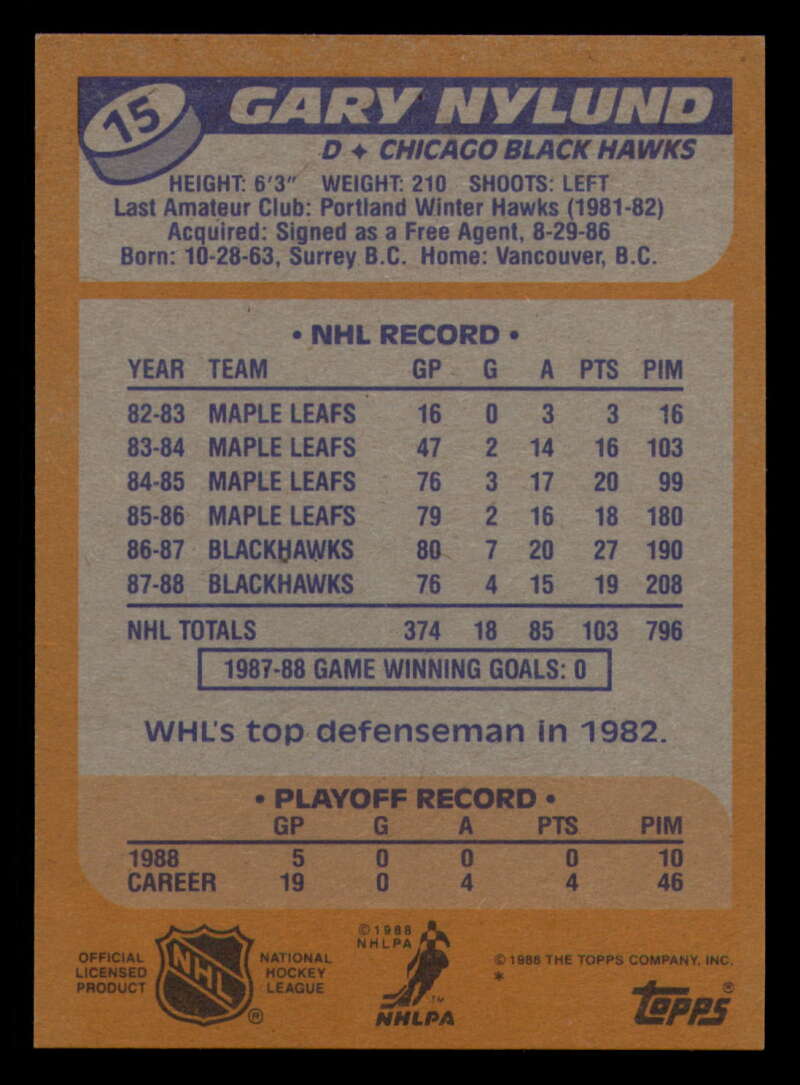 15
GARY NYLUND
D ✦ CHICAGO BLACK HAWKS
HEIGHT: 6'3" WEIGHT: 210 SHOOTS: LEFT
Last Amateur Club: Portland Winter Hawks (1981-82)
Acquired: Signed as a Free Agent, 8-29-86
Born: 10-28-63, Surrey B.C. Home: Vancouver, B.C.
• NHL RECORD •
YEAR TEAM GP G A PTS PIM
82-83 MAPLE LEAFS 16 0 3 3 16
83-84 MAPLE LEAFS 47 2 14 16 103
84-85 MAPLE LEAFS 76 3 17 20 99
85-86 MAPLE LEAFS 79 2 16 18 180
86-87 BLACKHAWKS 80 7 20 27 190
87-88 BLACKHAWKS 76 4 15 19 208
NHL TOTALS 374 18 85 103 796
1987-88 GAME WINNING GOALS: 0
WHL's top defenseman in 1982.
• PLAYOFF RECORD •
GP G A PTS PIM
1988 5 0 0 0 10
CAREER 19 0 4 4 46
OFFICIAL
LICENSED
PRODUCT
NHL
®
NATIONAL
HOCKEY
LEAGUE
© 1988
NHLPA
TM
NHLPA
© 1988 THE TOPPS COMPANY, INC.
*
Topps®